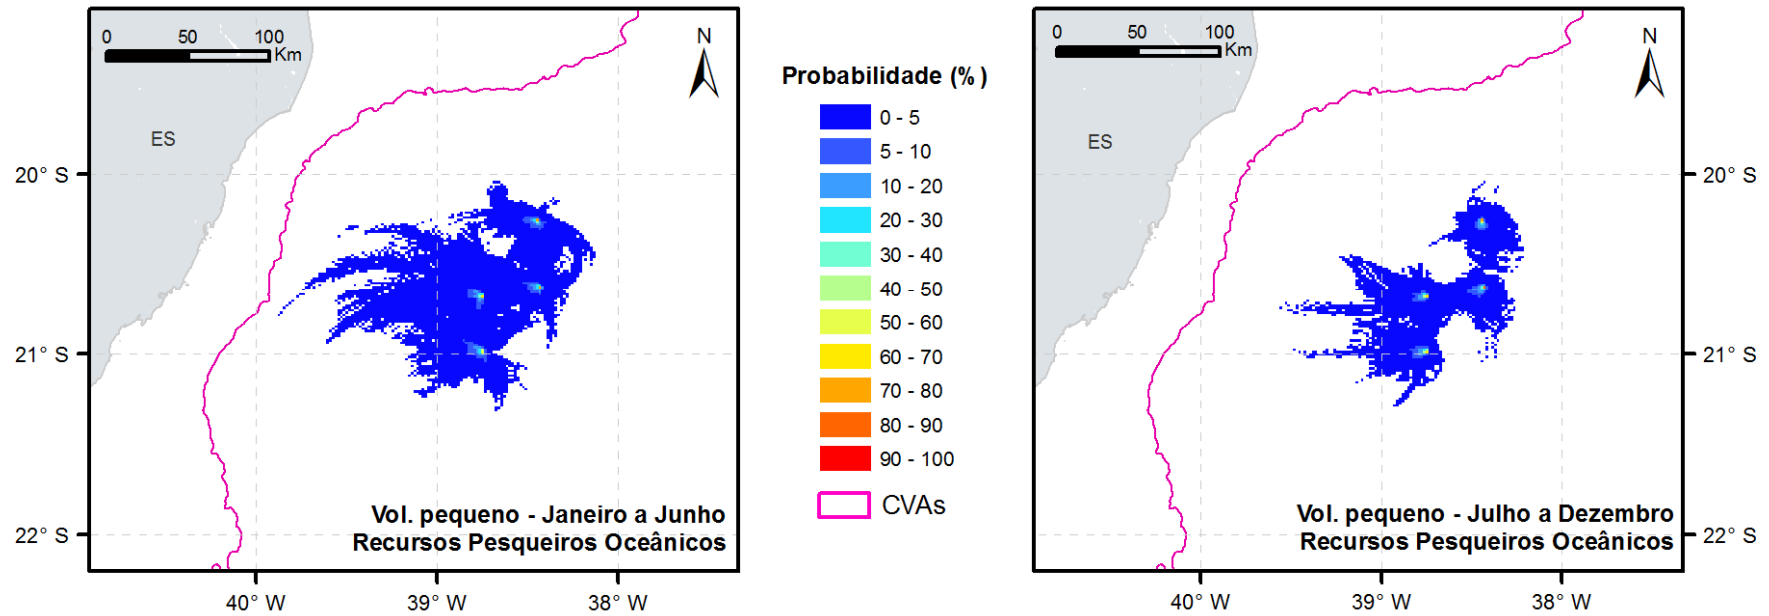 0 50 100
Km
N
ES
20° S
21° S
22° S
40° W 39° W 38° W
Vol. pequeno - Janeiro a Junho
Recursos Pesqueiros Oceânicos
Probabilidade (%)
0 - 5
5 - 10
10 - 20
20 - 30
30 - 40
40 - 50
50 - 60
60 - 70
70 - 80
80 - 90
90 - 100
CVAs
0 50 100
Km
N
ES
20° S
21° S
22° S
Vol. pequeno - Julho a Dezembro
Recursos Pesqueiros Oceânicos
40° W 39° W 38° W